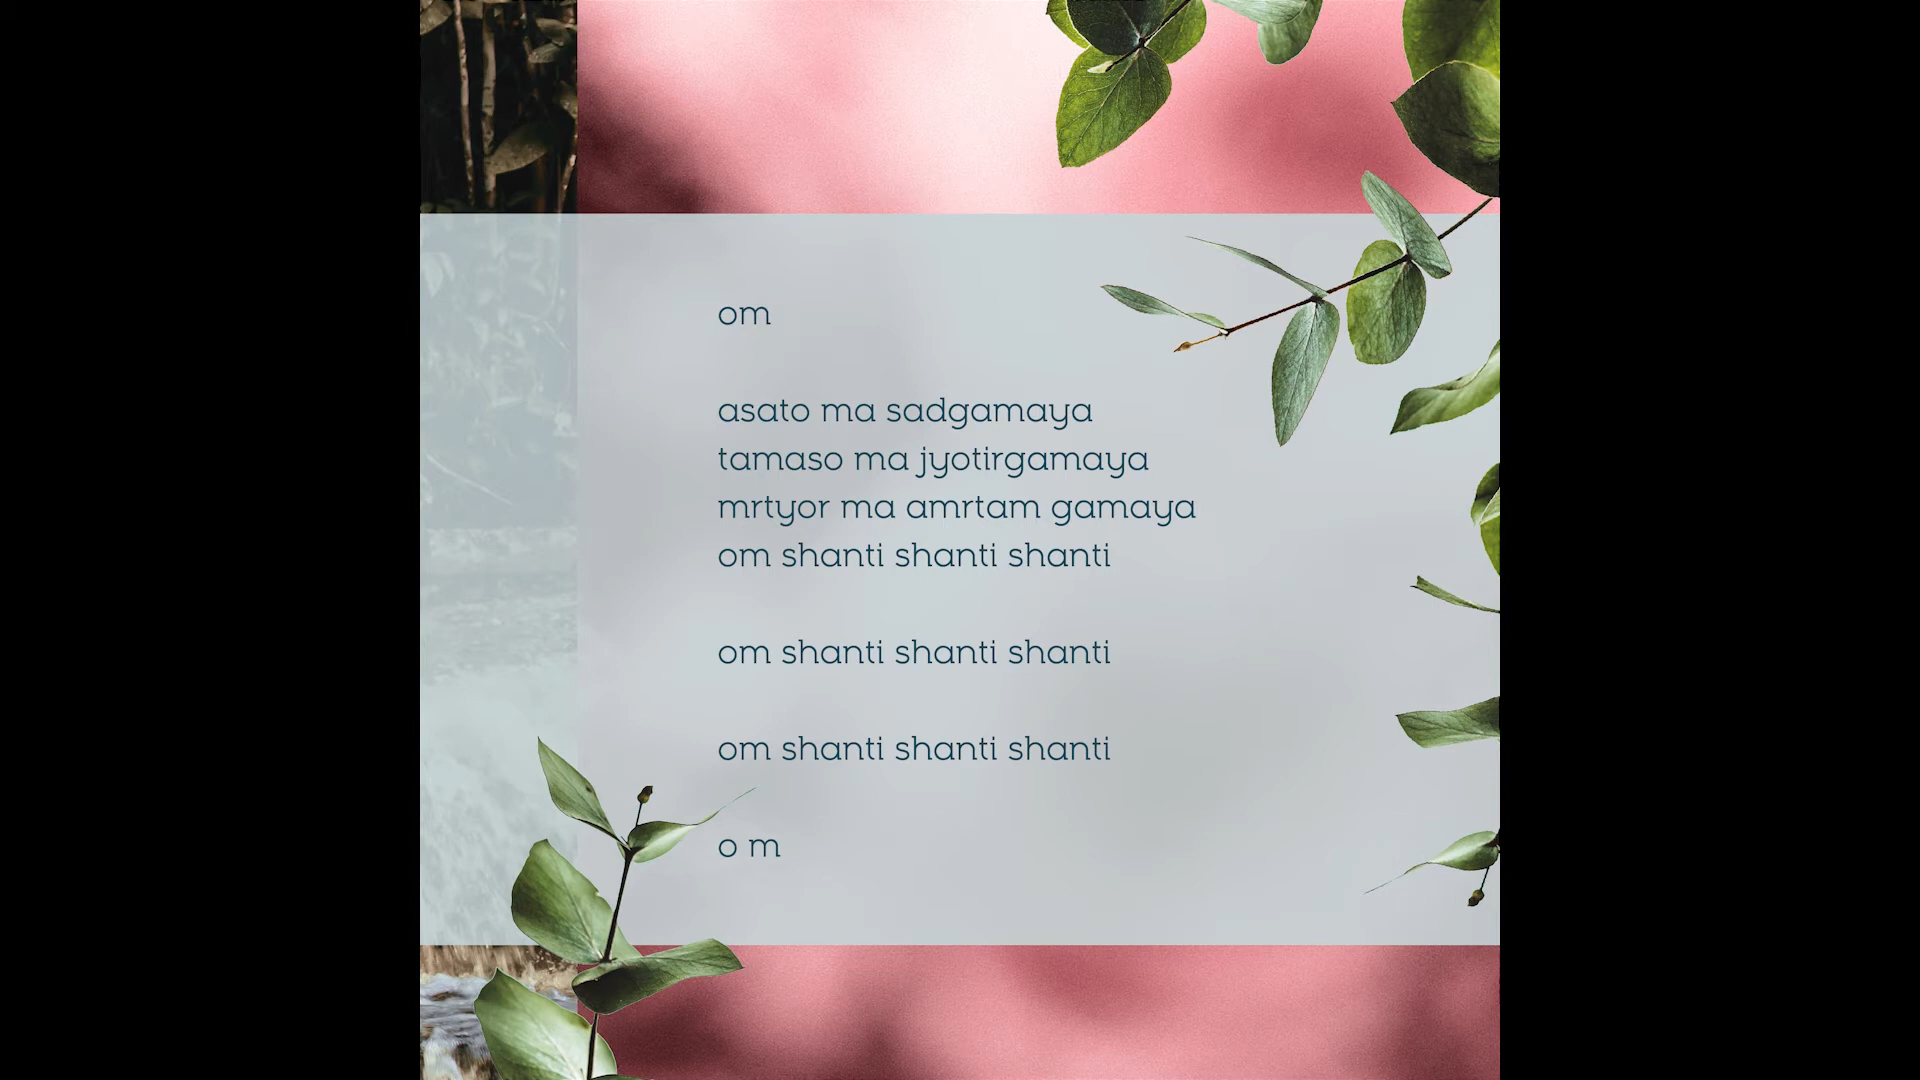 om
asato ma sadgamaya
tamaso ma jyotirgamaya
mrtyor ma amrtam gamaya
om shanti shanti shanti
om shanti shanti shanti
om shanti shanti shanti
o m